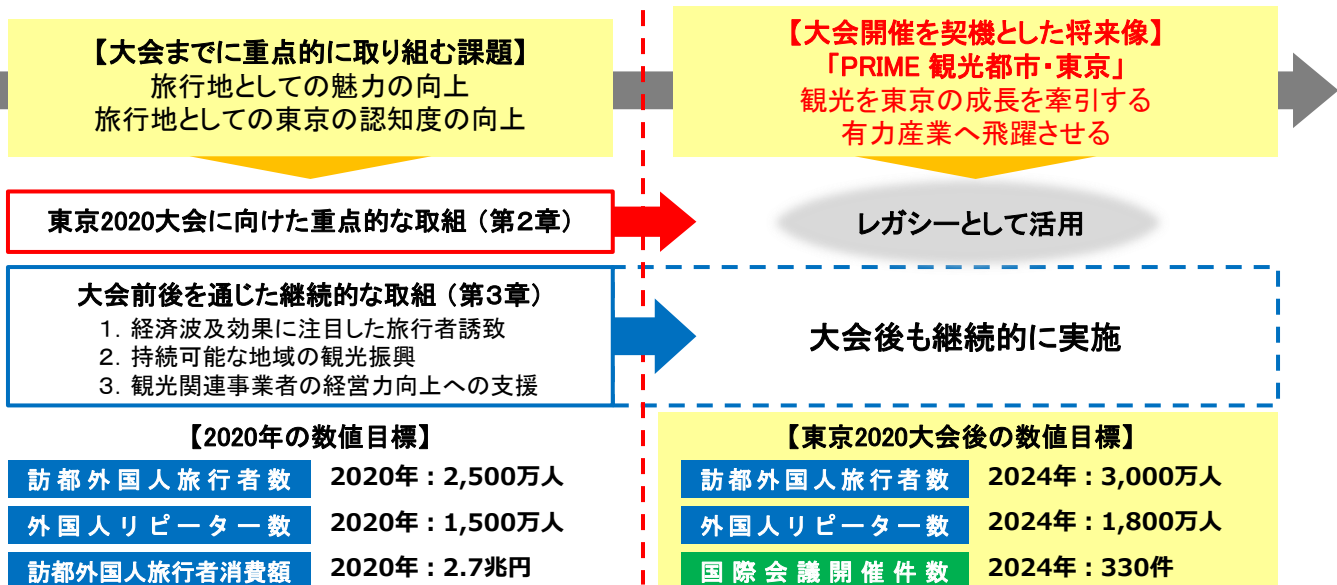 【大会までに重点的に取り組む課題】
旅行地としての魅力の向上
旅行地としての東京の認知度の向上
【大会開催を契機とした将来像】
「PRIME 観光都市・東京」
観光を東京の成長を牽引する
有力産業へ飛躍させる
東京2020大会に向けた重点的な取組（第２章）
レガシーとして活用
大会前後を通じた継続的な取組（第３章）
１．経済波及効果に注目した旅行者誘致
２．持続可能な地域の観光振興
３．観光関連事業者の経営力向上への支援
大会後も継続的に実施
【2020年の数値目標】
訪都外国人旅行者数 2020年：2,500万人
外国人リピーター数 2020年：1,500万人
訪都外国人旅行者消費額 2020年：2.7兆円
【東京2020大会後の数値目標】
訪都外国人旅行者数 2024年：3,000万人
外国人リピーター数 2024年：1,800万人
国際会議開催件数 2024年：330件